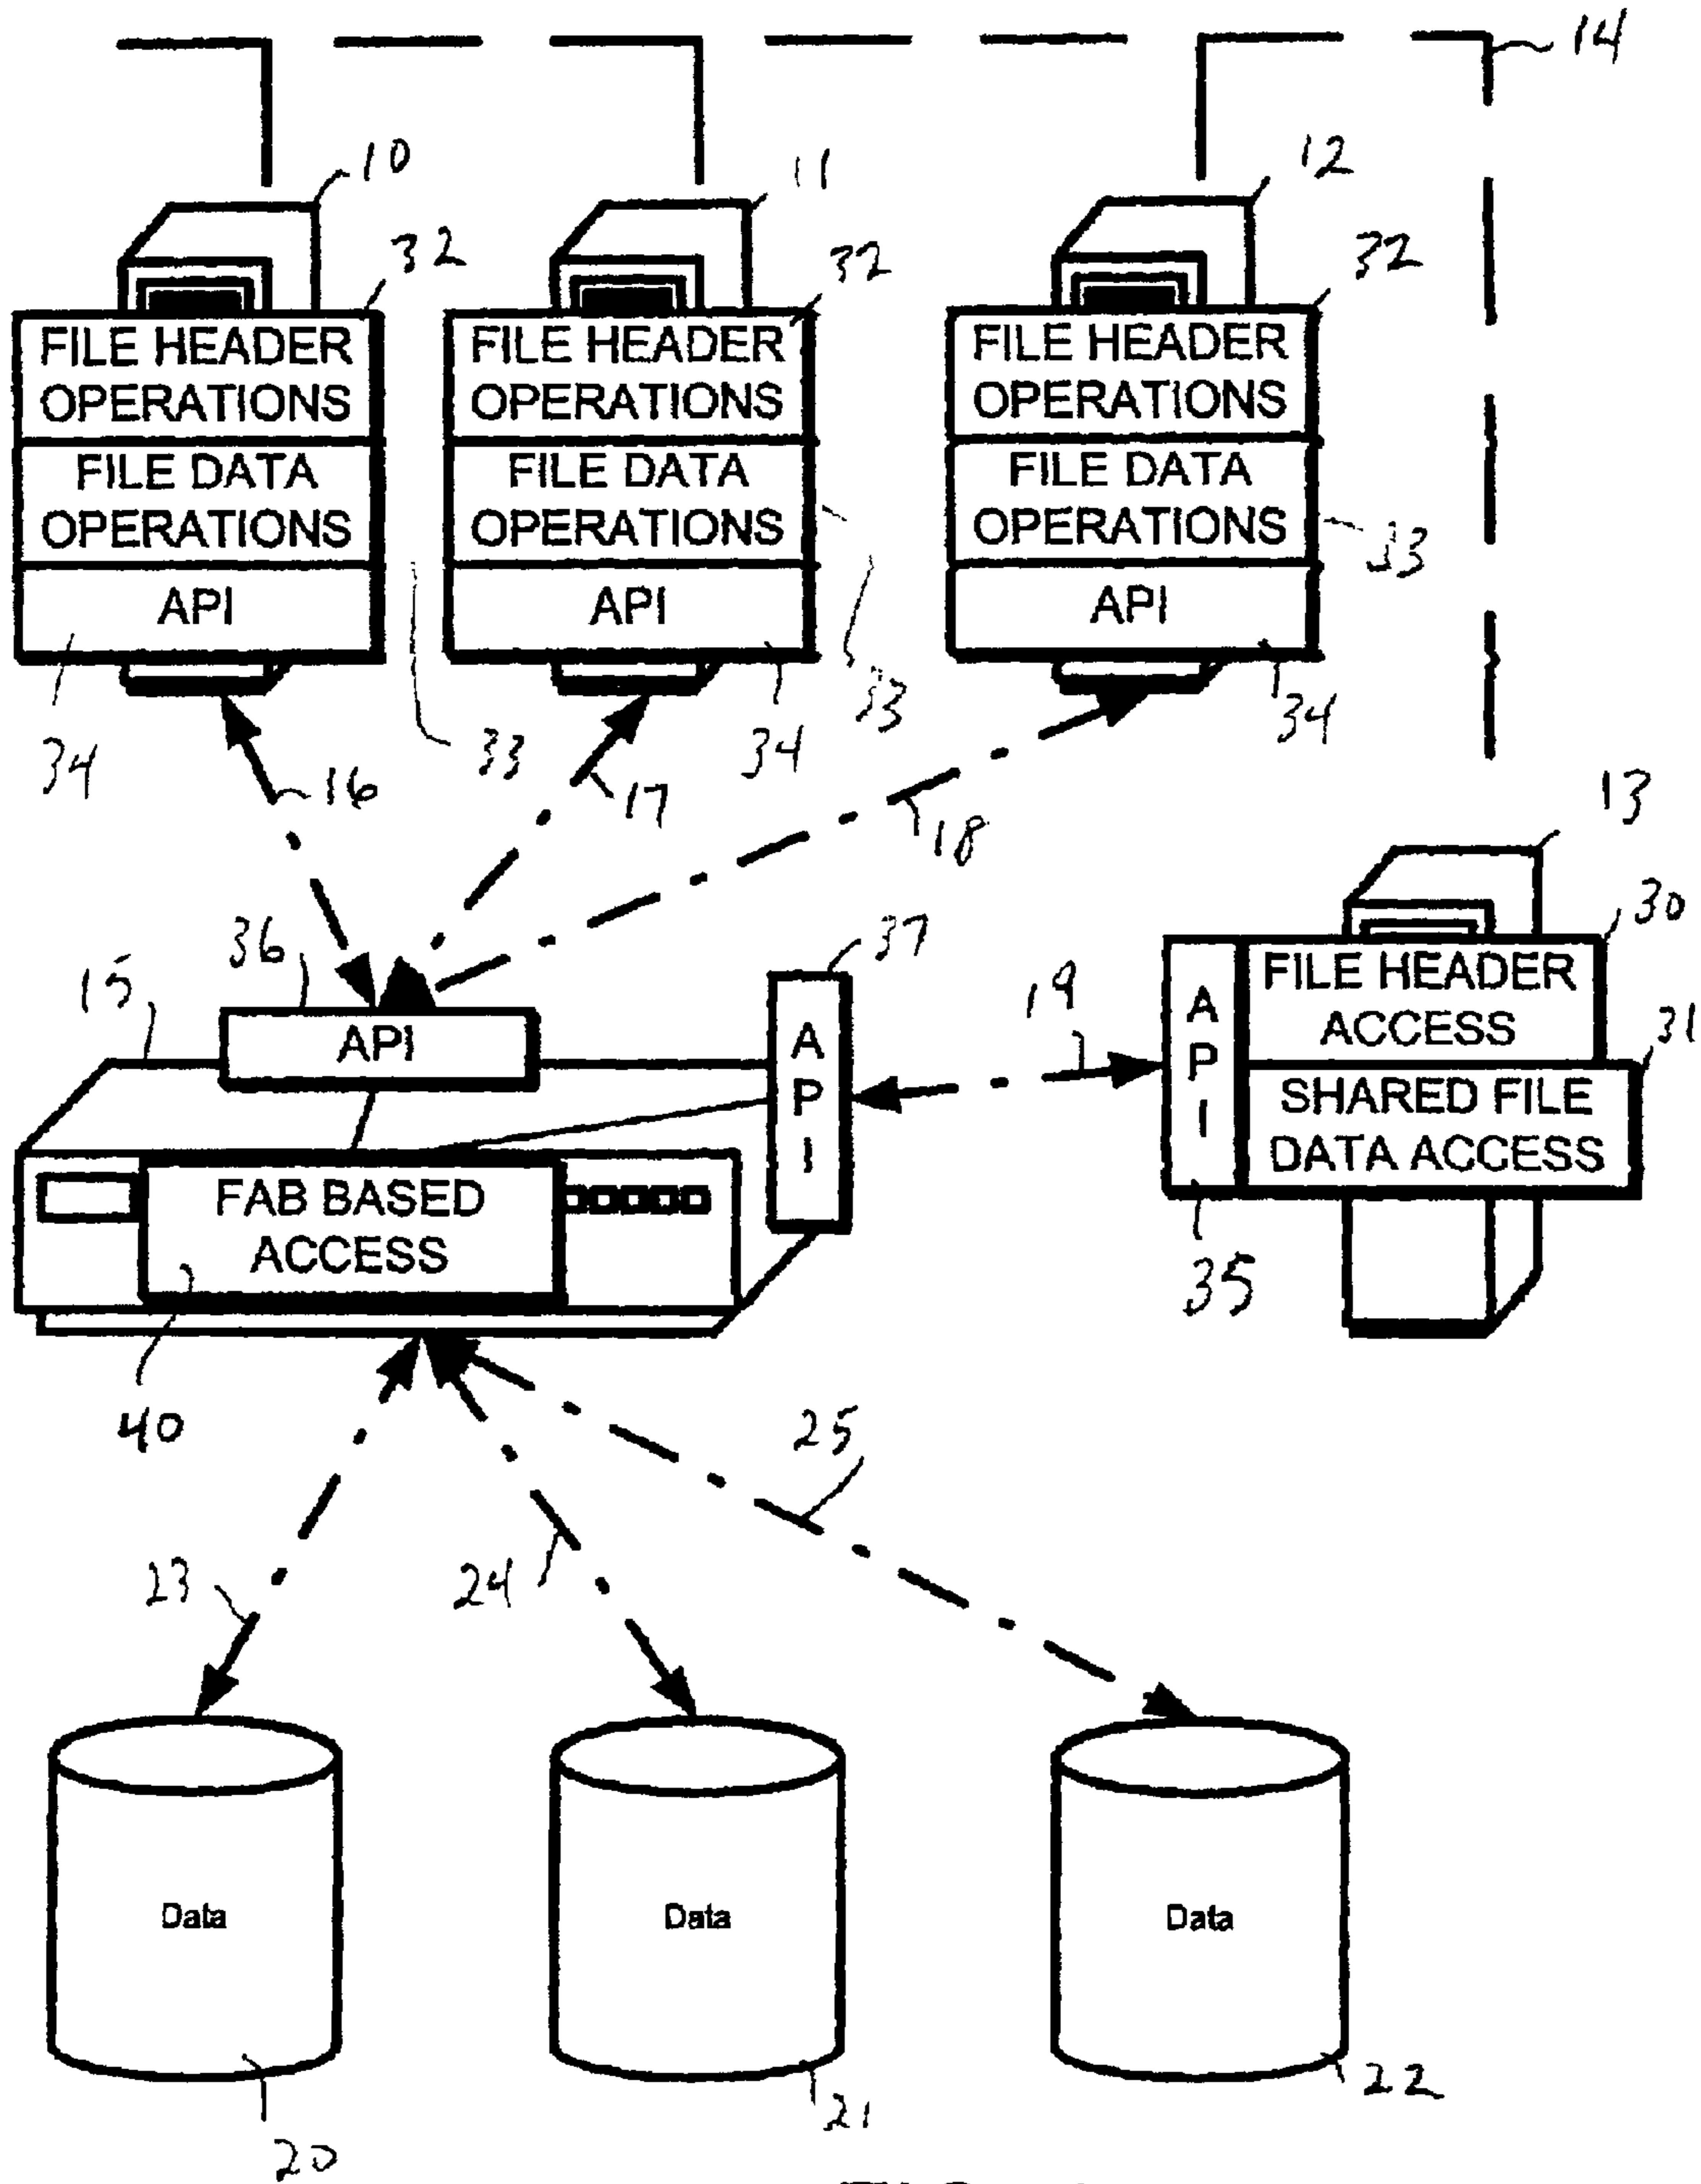 14
10
11
12
32
32
32
FILE HEADER
OPERATIONS
FILE DATA
OPERATIONS
API
FILE HEADER
OPERATIONS
FILE DATA
OPERATIONS
API
FILE HEADER
OPERATIONS
FILE DATA
OPERATIONS
API
33
33
33
34
34
34
16
17
18
13
30
31
36
15
37
19
API
A
P
I
A
P
I
FILE HEADER
ACCESS
SHARED FILE
DATA ACCESS
35
FAB BASED
ACCESS
40
25
23
24
Data
Data
Data
20
21
22